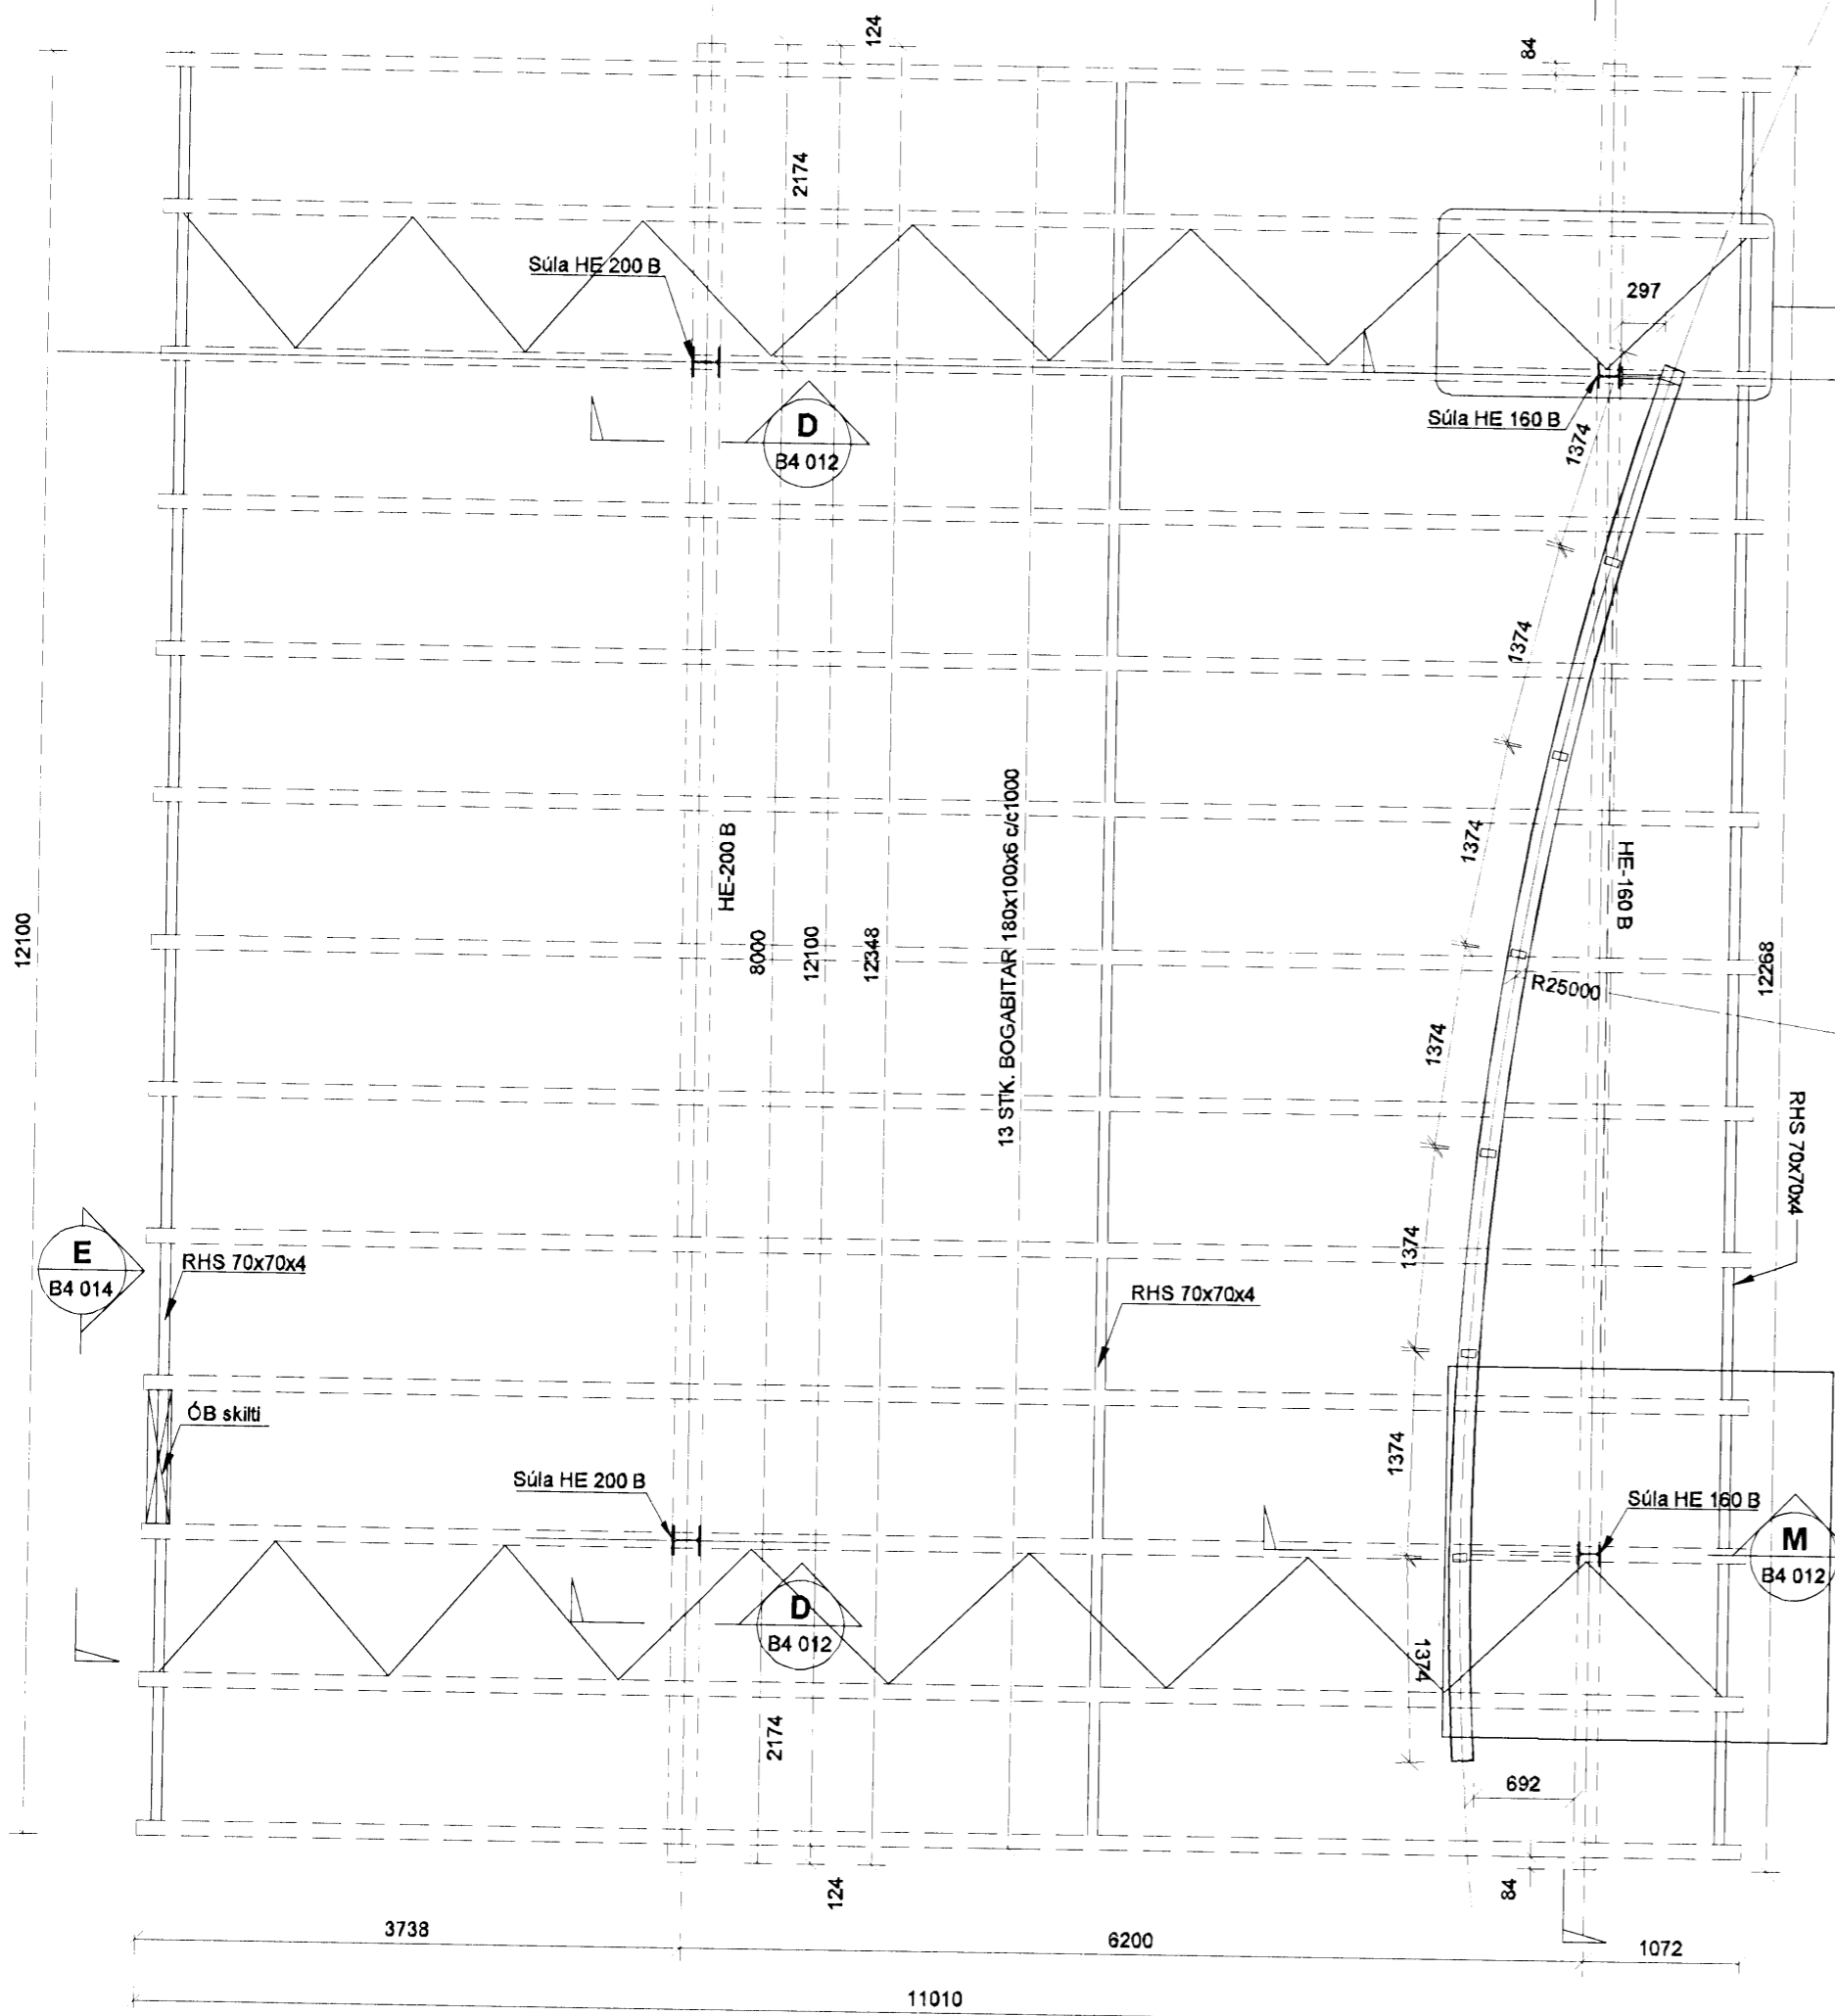 124
84
2174
Súla HE 200 B
297
D
B4 012
Súla HE 160 B
1374
1374
1374
HE-200 B
HE-160 B
12100
8000
12100
12348
13 STK. BOGABITAR 180x100x6 c/c1000
12268
R25000
1374
RHS 70x70x4
E
B4 014
RHS 70x70x4
1374
RHS 70x70x4
ÓB skilti
1374
Súla HE 200 B
Súla HE 160 B
M
B4 012
D
B4 012
1374
2174
692
124
84
3738
6200
1072
11010